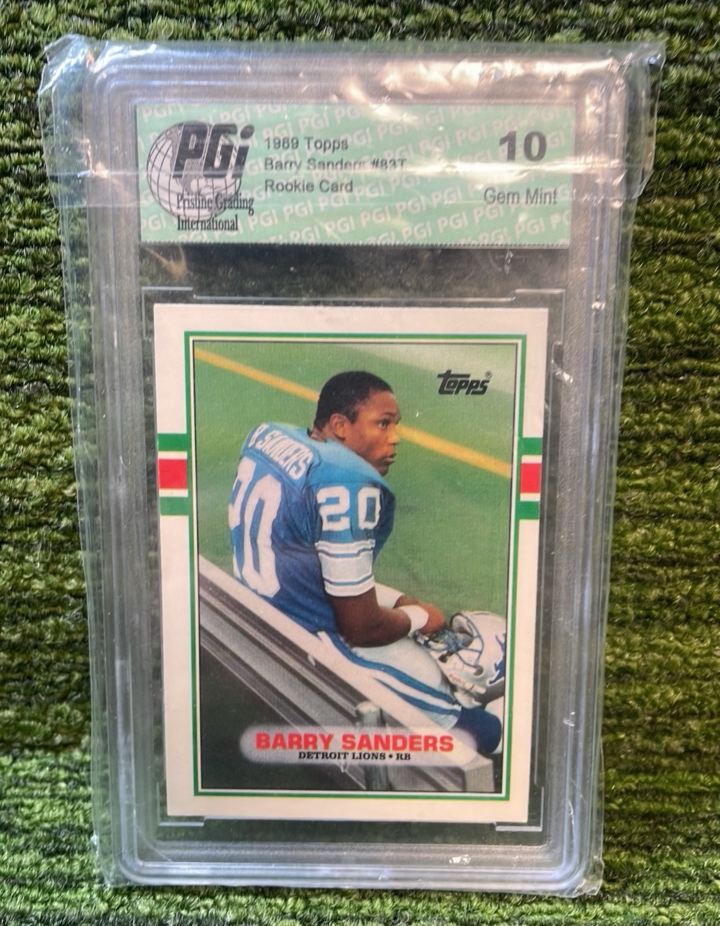 PGi
Pristine Grading
International
1989 Topps
Barry Sanders #83T
Rookie Card
10
Gem Mint
Topps
B SANDERS
20
20
BARRY SANDERS
DETROIT LIONS • RB